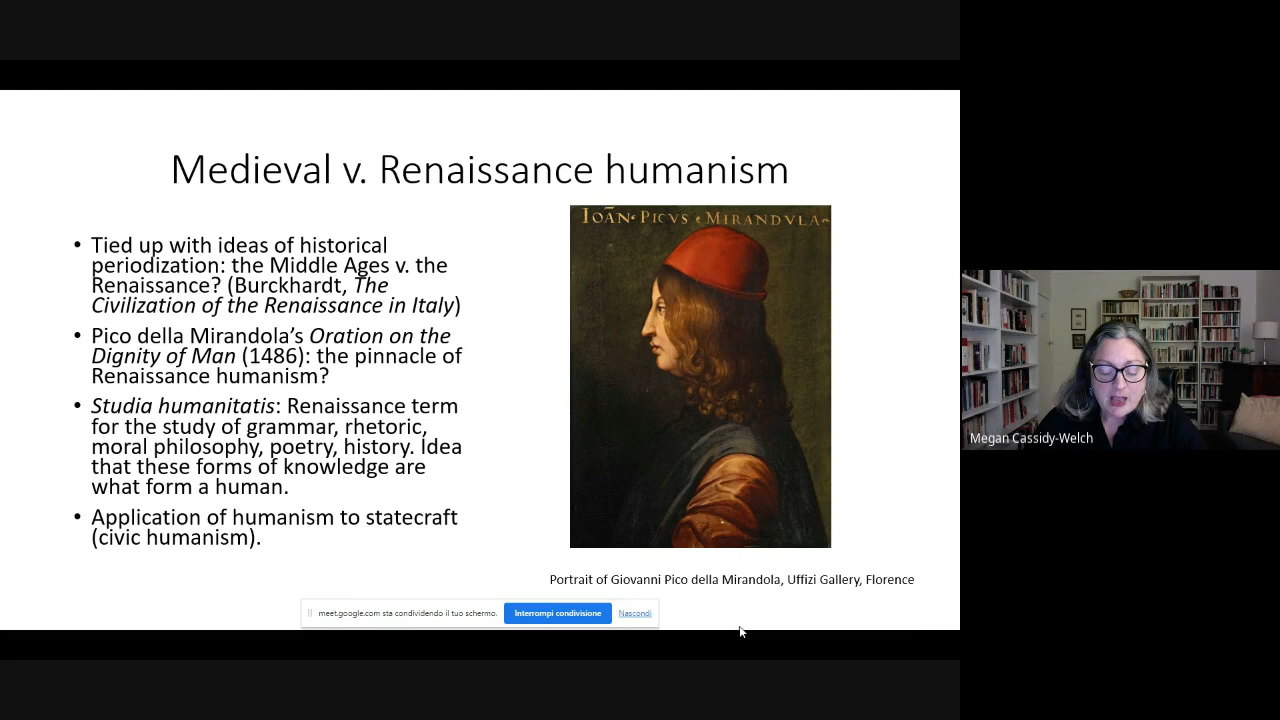 Medieval v. Renaissance humanism
• Tied up with ideas of historical
periodization: the Middle Ages v. the
Renaissance? (Burckhardt, The
Civilization of the Renaissance in Italy)
• Pico della Mirandola’s Oration on the
Dignity of Man (1486): the pinnacle of
Renaissance humanism?
• Studia humanitatis: Renaissance term
for the study of grammar, rhetoric,
moral philosophy, poetry, history. Idea
that these forms of knowledge are
what form a human.
• Application of humanism to statecraft
(civic humanism).
IOAÑ· PICVS · MIRANDVLA
Portrait of Giovanni Pico della Mirandola, Uffizi Gallery, Florence
meet.google.com sta condividendo il tuo schermo.
Interrompi condivisione
Nascondi
Megan Cassidy-Welch